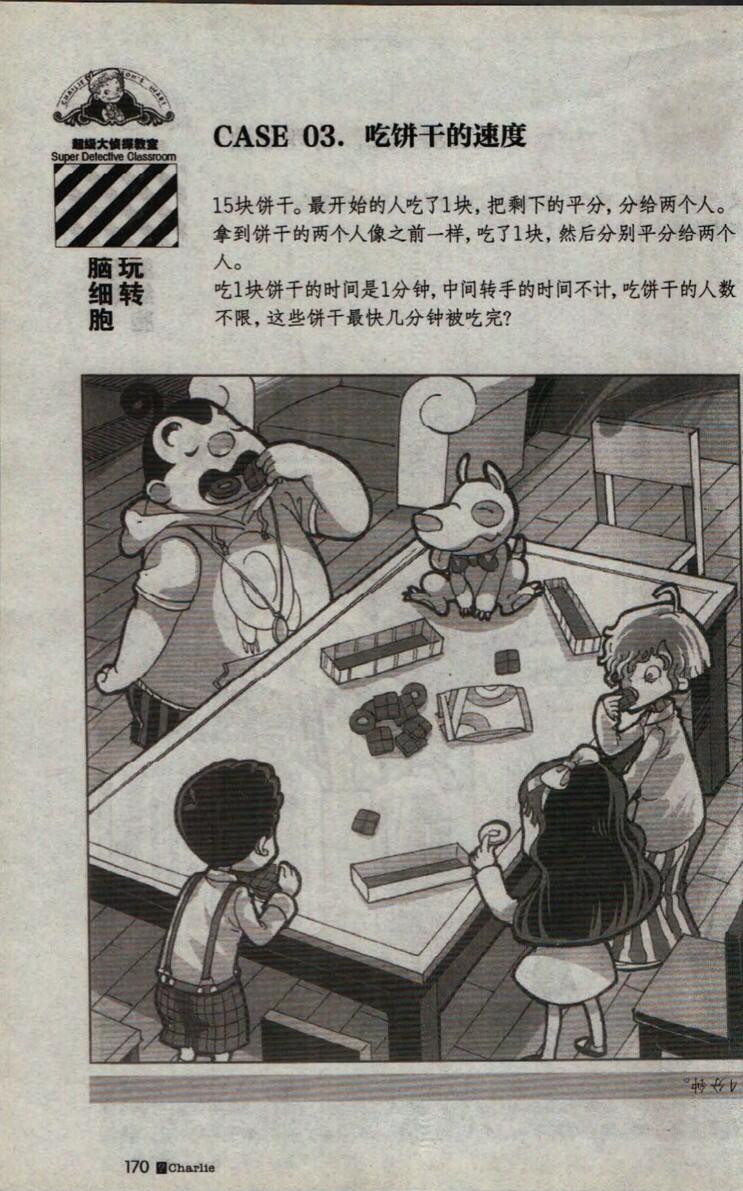 CHARLIE IX'S HEART
超级大侦探教室
Super Detective Classroom
玩转
脑细胞
CASE 03. 吃饼干的速度
15块饼干。最开始的人吃了1块,把剩下的平分,分给两个人。
拿到饼干的两个人像之前一样,吃了1块,然后分别平分给两个
人。
吃1块饼干的时间是1分钟,中间转手的时间不计,吃饼干的人数
不限,这些饼干最快几分钟被吃完?
4分钟。
170 Charlie